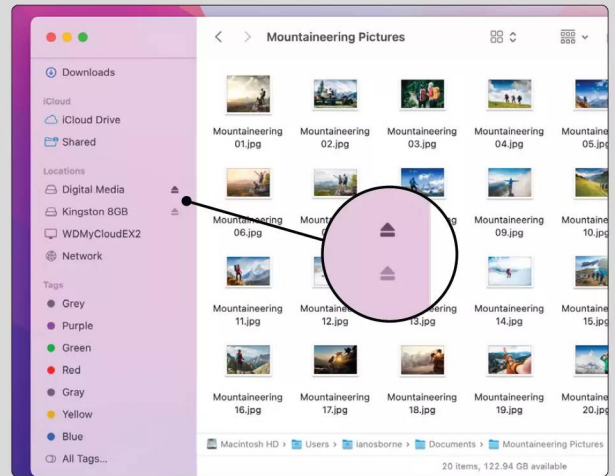 Mountaineering Pictures
Downloads
iCloud
iCloud Drive
Shared
Locations
Digital Media
Kingston 8GB
WDMyCloudEX2
Network
Tags
Grey
Purple
Green
Red
Gray
Yellow
Blue
All Tags...
Mountaineering 01.jpg
Mountaineering 02.jpg
Mountaineering 03.jpg
Mountaineering 04.jpg
Mountaine 05.jpg
Mountaineering 06.jpg
Mountaineering 09.jpg
Mountaine 10.jpg
Mountaineering 11.jpg
Mountaineering 12.jpg
13.jpg
Mountaineering 14.jpg
Mountaine 15.jpg
Mountaineering 16.jpg
Mountaineering 17.jpg
Mountaineering 18.jpg
Mountaineering 19.jpg
Mountaine 20.jpg
Macintosh HD › Users › ianosborne › Documents › Mountaineering Pictures
20 items, 122.94 GB available